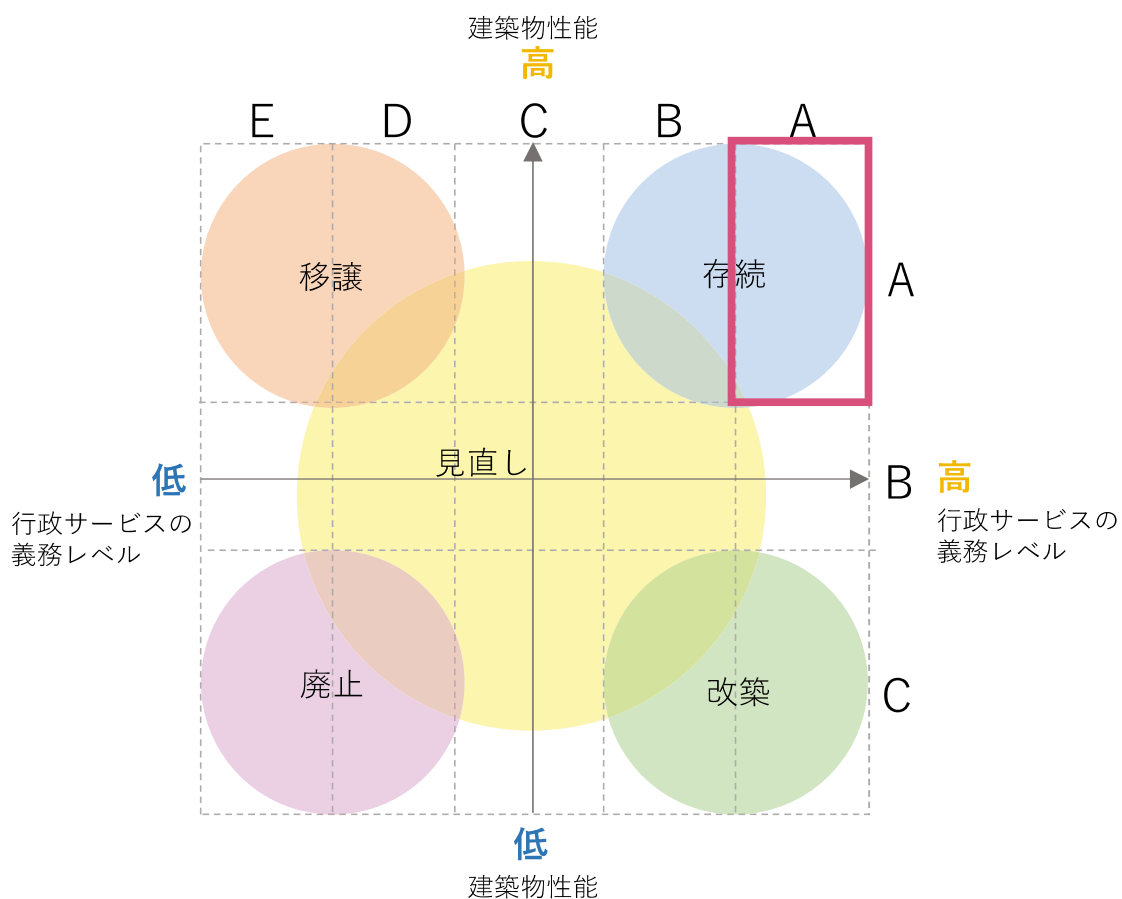 建築物性能
高
E D C B A
移譲
存続
A
見直し
低
行政サービスの
義務レベル
B
高
行政サービスの
義務レベル
廃止
改築
C
低
建築物性能